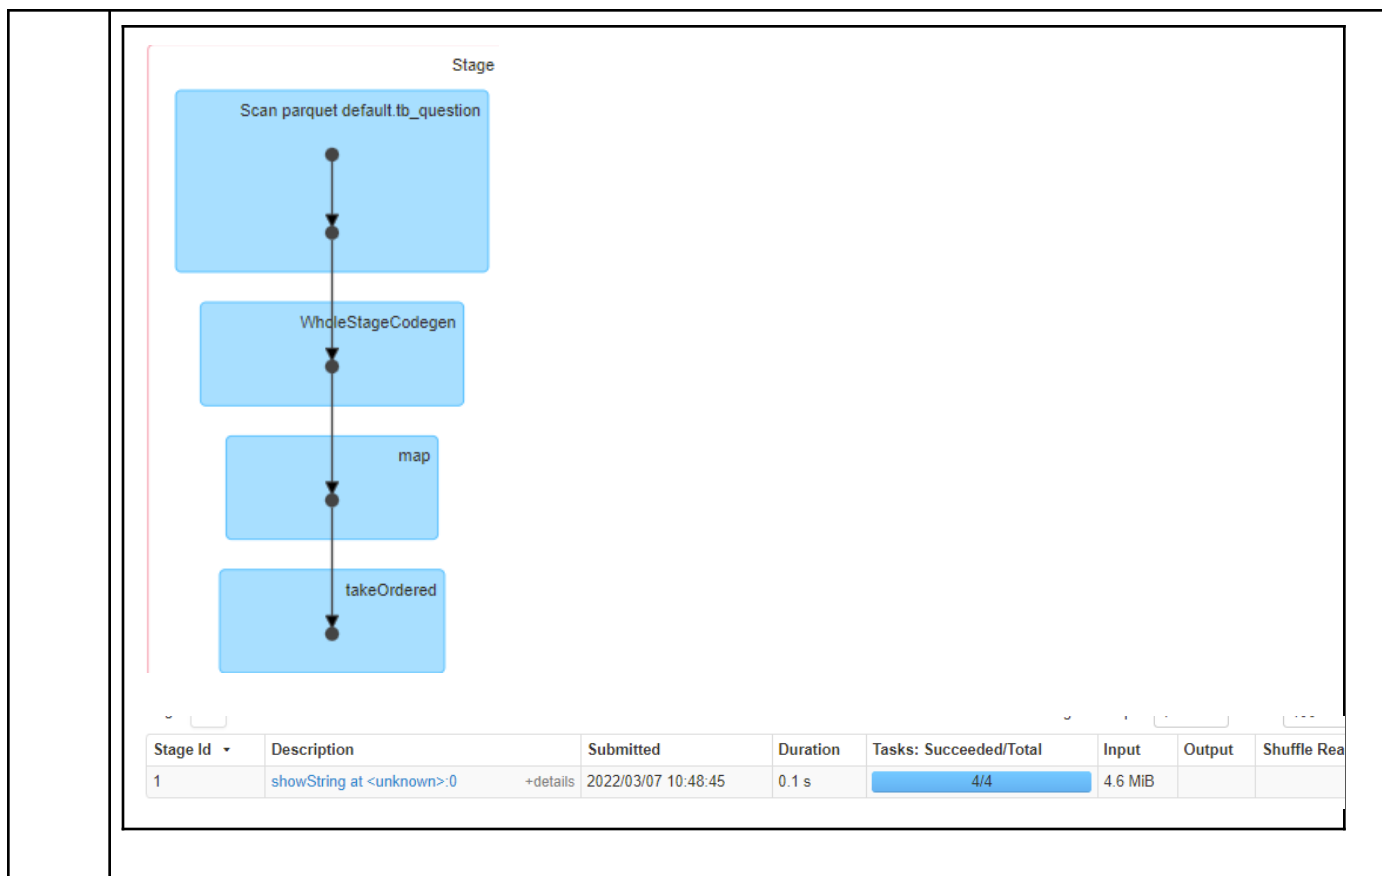 Stage
Scan parquet default.tb_question
WholeStageCodegen
map
takeOrdered
Stage Id Description Submitted Duration Tasks: Succeeded/Total Input Output Shuffle Rea
1 showString at <unknown>:0 +details 2022/03/07 10:48:45 0.1 s 4/4 4.6 MiB